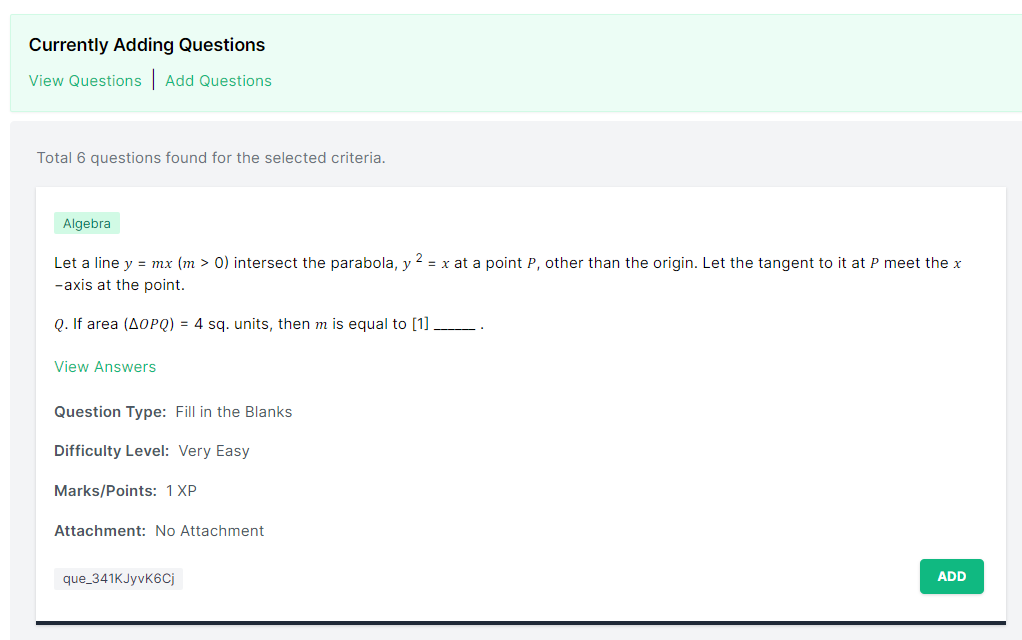 Currently Adding Questions
View Questions | Add Questions
Total 6 questions found for the selected criteria.
Algebra
Let a line y = mx (m > 0) intersect the parabola, y ² = x at a point P, other than the origin. Let the tangent to it at P meet the x
−axis at the point.
Q. If area (ΔOPQ) = 4 sq. units, then m is equal to [1] ______ .
View Answers
Question Type: Fill in the Blanks
Difficulty Level: Very Easy
Marks/Points: 1 XP
Attachment: No Attachment
que_341KJyvK6Cj
ADD